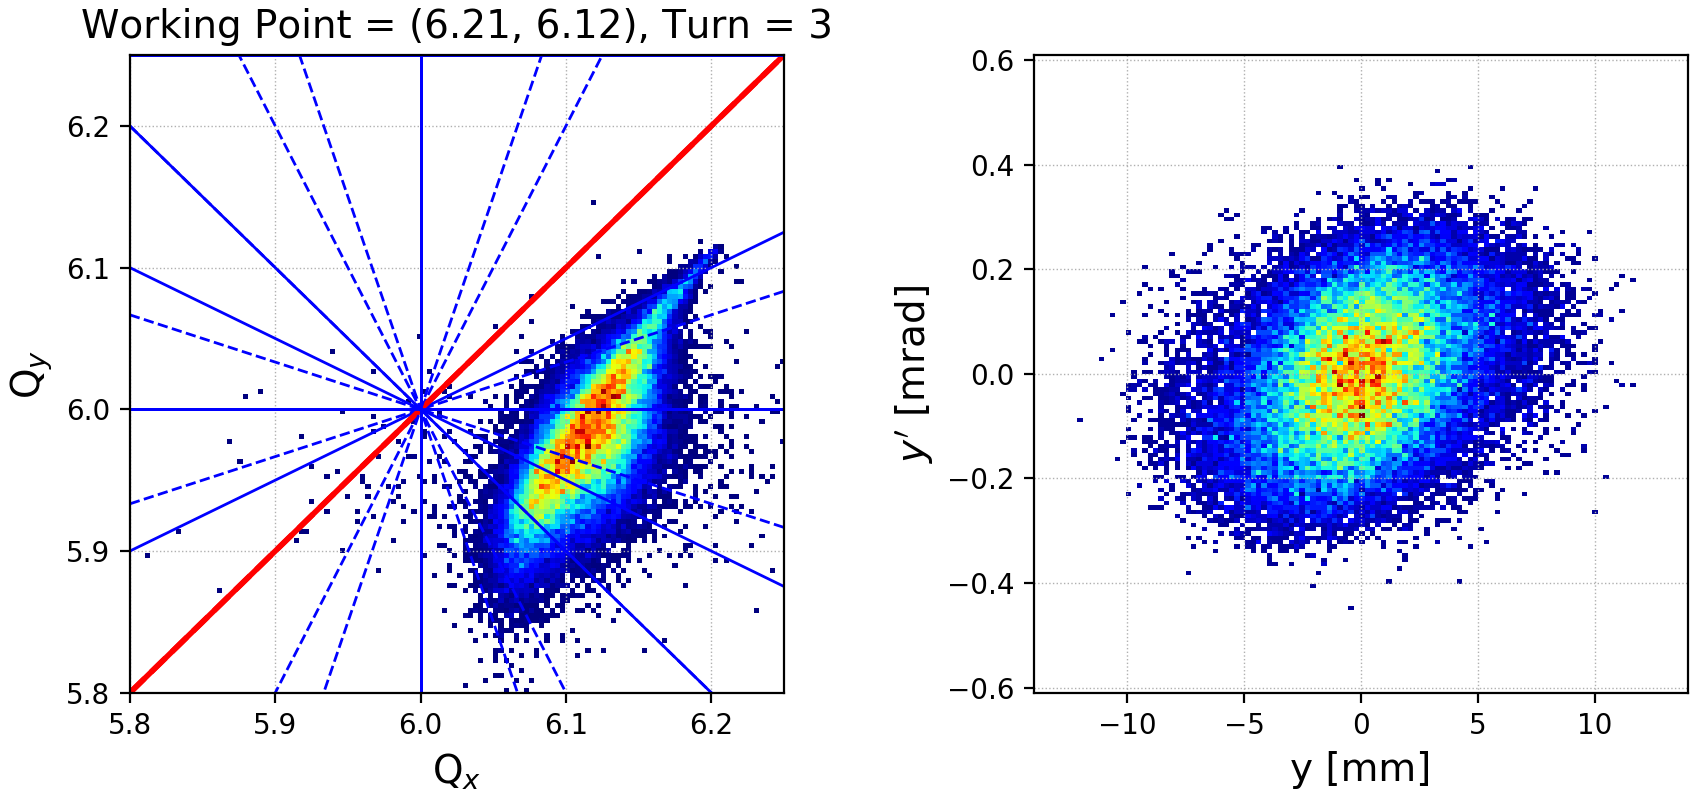 Working Point = (6.21, 6.12), Turn = 3
6.2
6.1
6.0
5.9
5.8
Q_y
5.8 5.9 6.0 6.1 6.2
Q_x
0.6
0.4
0.2
0.0
−0.2
−0.4
−0.6
y′ [mrad]
−10 −5 0 5 10
y [mm]